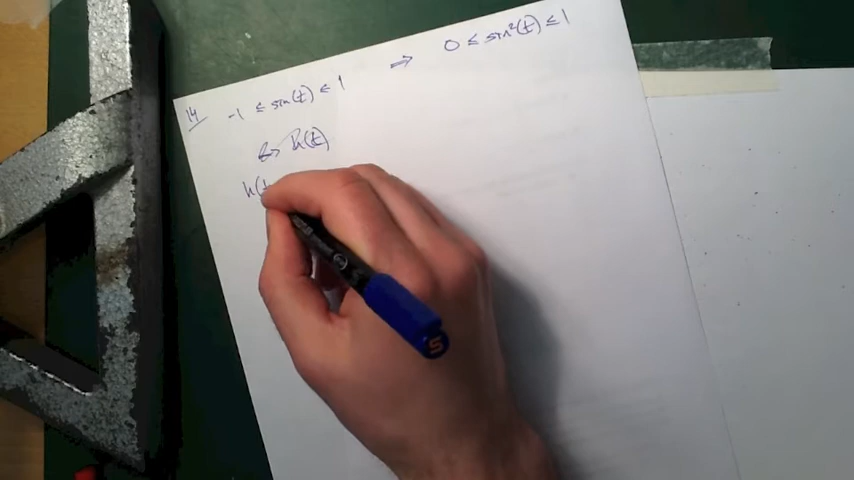 14 -1 ≤ sin(t) ≤ 1 ⇒ 0 ≤ sin²(t) ≤ 1
h(t)
h(t